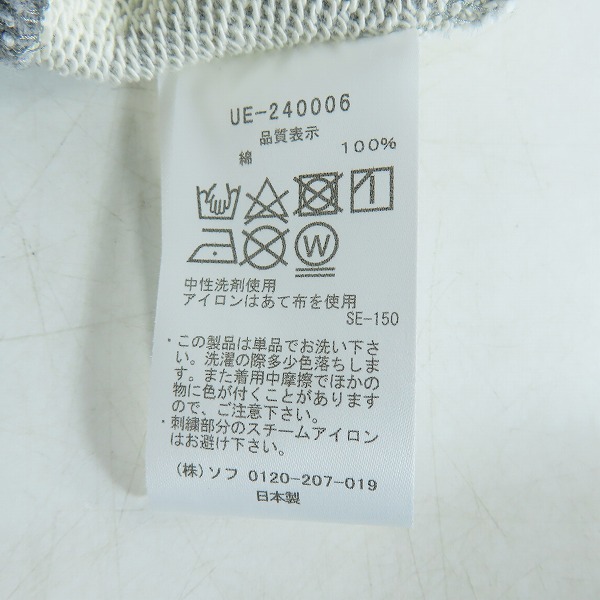 UE-240006
品質表示
綿 100%
W
中性洗剤使用
アイロンはあて布を使用
SE-150
・この製品は単品でお洗い下さ
い。洗濯の際多少色落ちしま
す。また着用中摩擦でほかの
物に色が付くことがあります
ので、ご注意下さい。
・刺繍部分のスチームアイロン
はお避け下さい。
(株)ソフ 0120-207-019
日本製